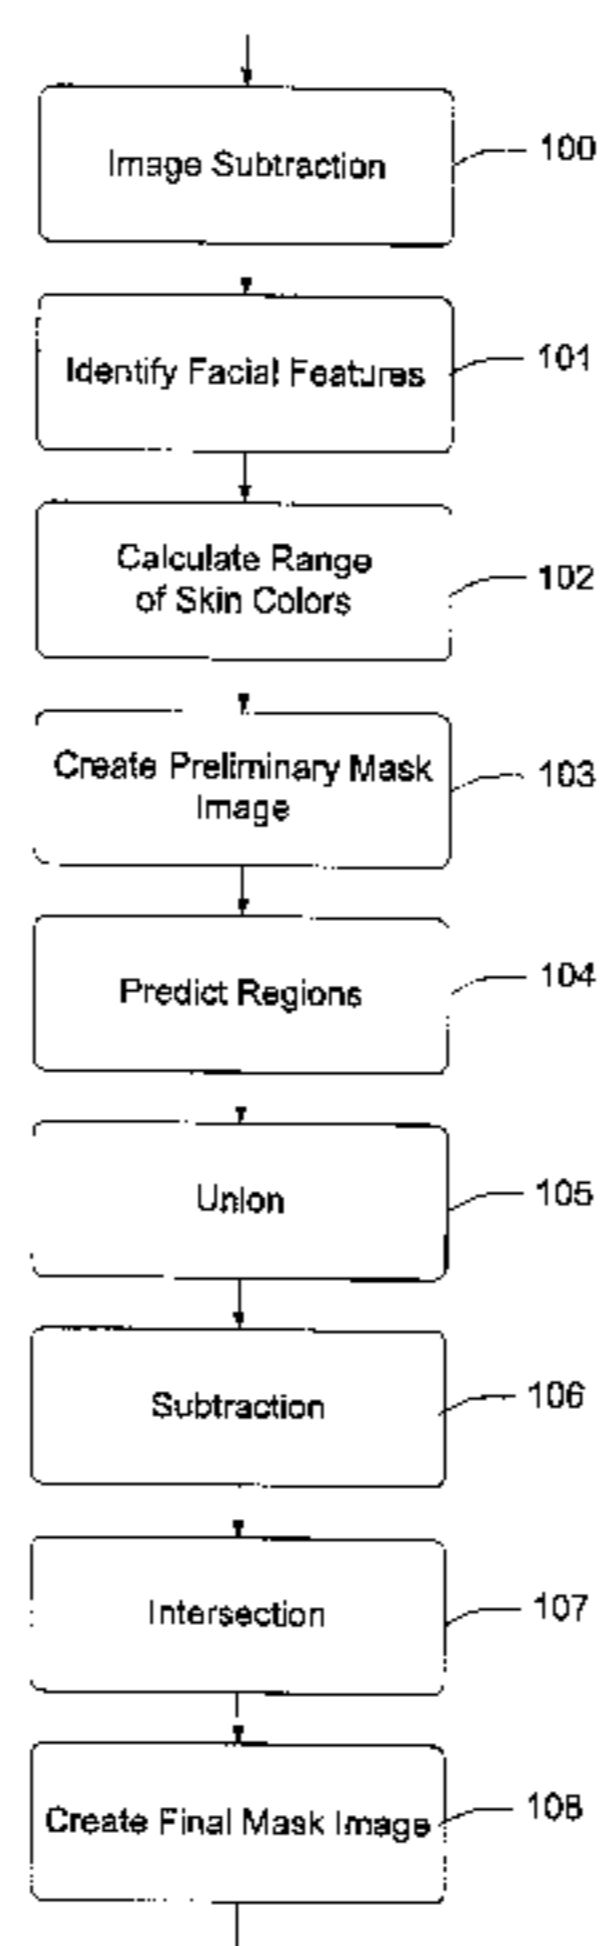 Image Subtraction
100
Identify Facial Features
101
Calculate Range
of Skin Colors
102
Create Preliminary Mask
Image
103
Predict Regions
104
Union
105
Subtraction
106
Intersection
107
Create Final Mask Image
108